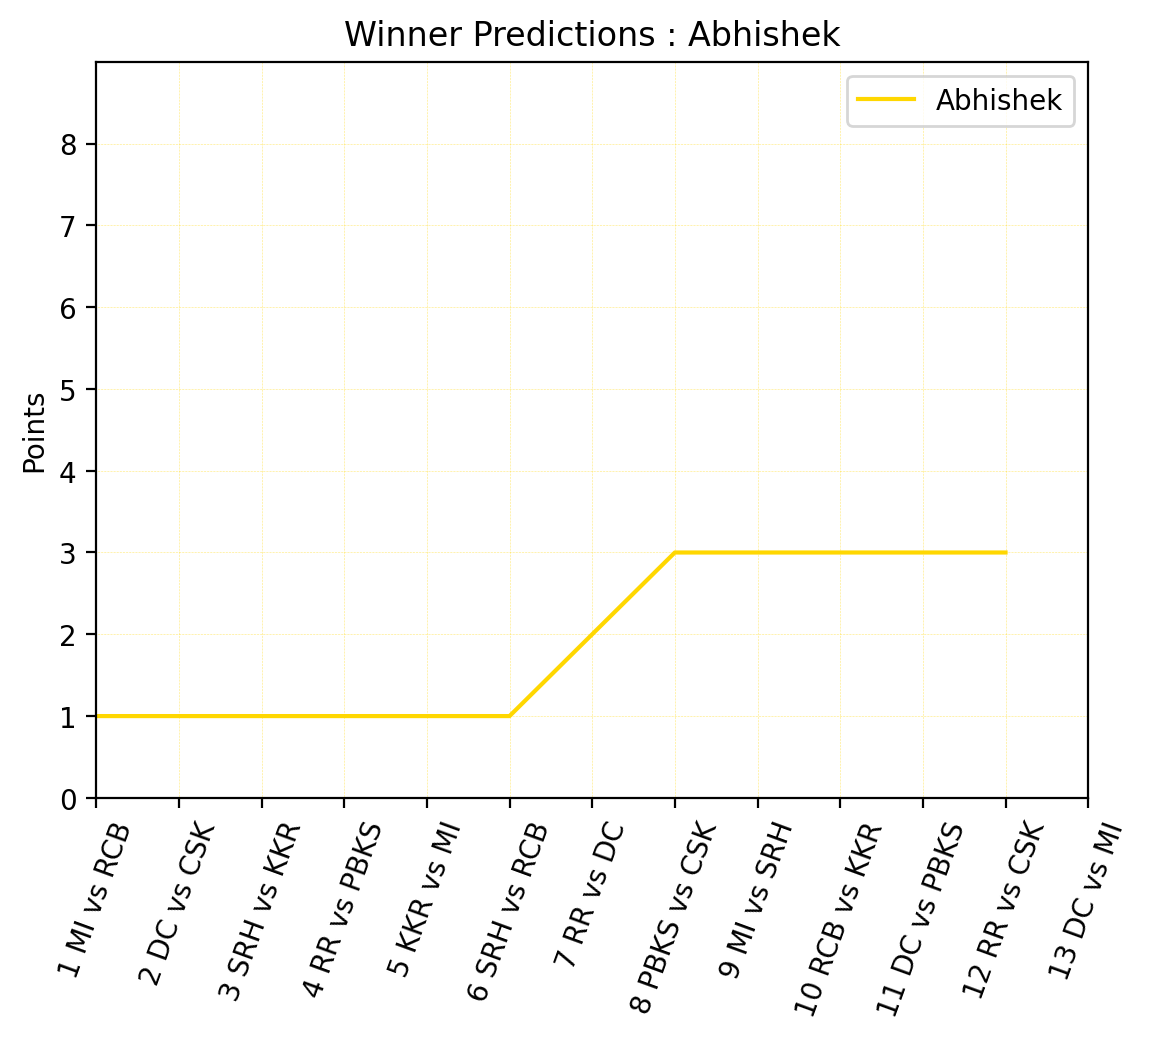 Winner Predictions : Abhishek
Abhishek
Points
8
7
6
5
4
3
2
1
0
1 MI vs RCB
2 DC vs CSK
3 SRH vs KKR
4 RR vs PBKS
5 KKR vs MI
6 SRH vs RCB
7 RR vs DC
8 PBKS vs CSK
9 MI vs SRH
10 RCB vs KKR
11 DC vs PBKS
12 RR vs CSK
13 DC vs MI